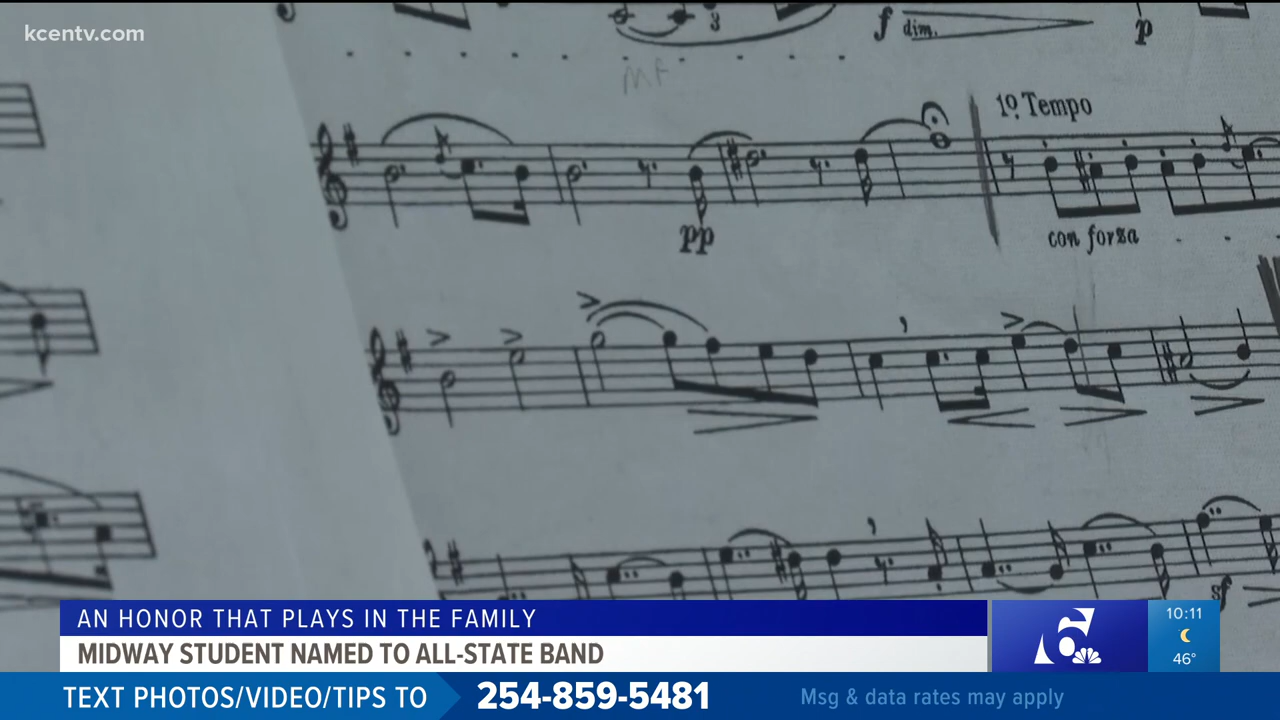 kcentv.com
3
f dim.
p
MF
1º Tempo
pp
con forza
sf
AN HONOR THAT PLAYS IN THE FAMILY
MIDWAY STUDENT NAMED TO ALL-STATE BAND
6
10:11
46°
TEXT PHOTOS/VIDEO/TIPS TO 254-859-5481 Msg & data rates may apply